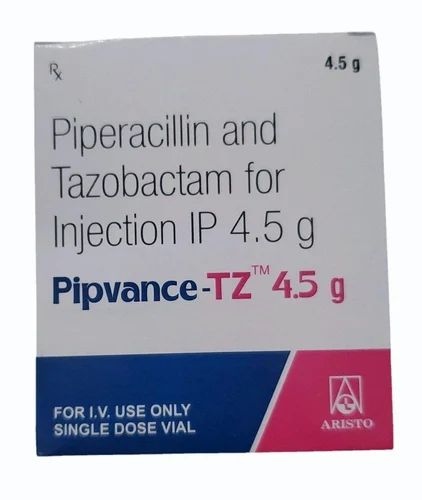 Rx
4.5 g
Piperacillin and
Tazobactam for
Injection IP 4.5 g
Pipvance-TZ™ 4.5 g
FOR I.V. USE ONLY
SINGLE DOSE VIAL
ARISTO